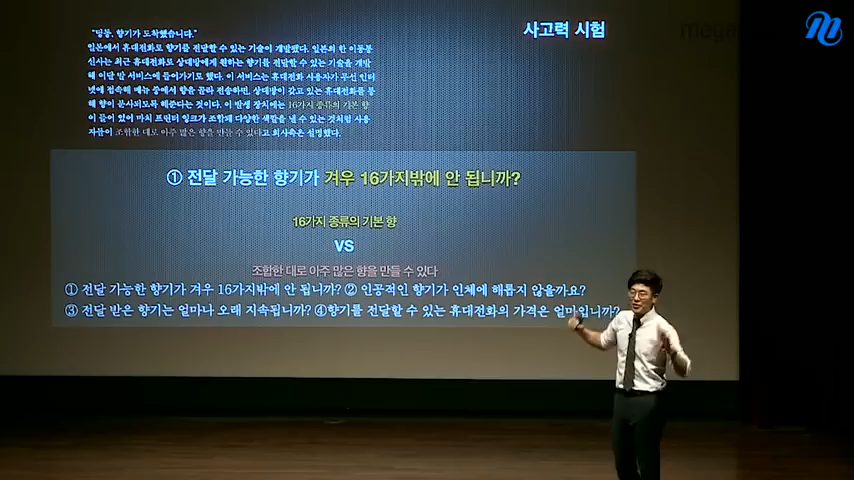 사고력 시험
"띵동, 향기가 도착했습니다."
일본에서 휴대전화로 향기를 전달할 수 있는 기술이 개발됐다. 일본의 한 이동통
신사는 최근 휴대전화로 상대방에게 원하는 향기를 전달할 수 있는 기술을 개발
해 이달 말 서비스에 들어가기로 했다. 이 서비스는 휴대전화 사용자가 무선 인터
넷에 접속해 메뉴 중에서 향을 골라 전송하면, 상대방이 갖고 있는 휴대전화를 통
해 향이 분사되도록 해준다는 것이다. 이 발생 장치에는 16가지 종류의 기본 향
이 들어 있어 마치 프린터 잉크가 조합돼 다양한 색깔을 낼 수 있는 것처럼 사용
자들이 조합한 대로 아주 많은 향을 만들 수 있다고 회사측은 설명했다.
① 전달 가능한 향기가 겨우 16가지밖에 안 됩니까?
16가지 종류의 기본 향
VS
조합한 대로 아주 많은 향을 만들 수 있다
① 전달 가능한 향기가 겨우 16가지밖에 안 됩니까? ② 인공적인 향기가 인체에 해롭지 않을까요?
③ 전달 받은 향기는 얼마나 오래 지속됩니까? ④향기를 전달할 수 있는 휴대전화의 가격은 얼마입니까?